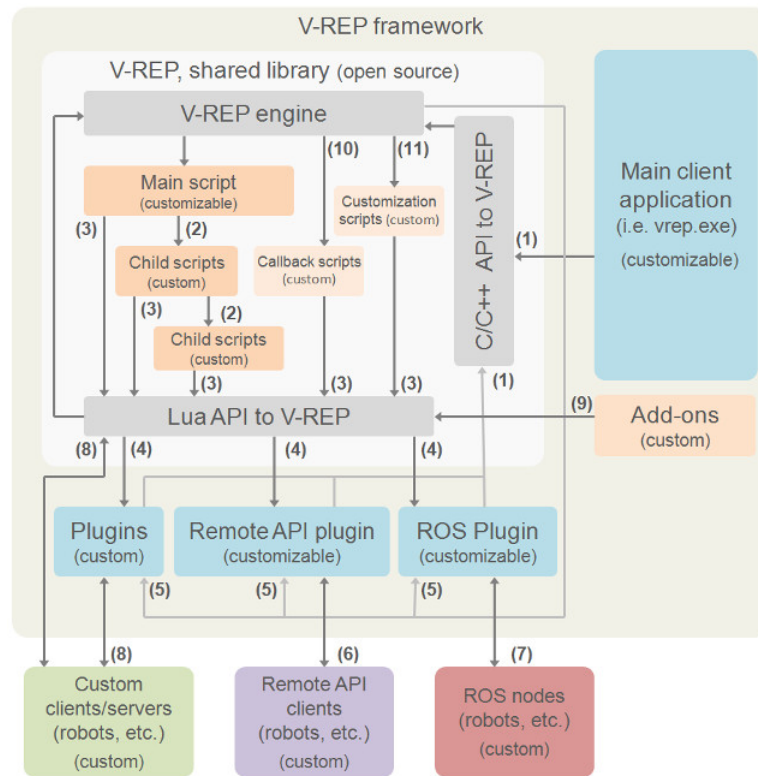 V-REP framework
V-REP, shared library (open source)
V-REP engine
(10)
(11)
Main script
(customizable)
Customization
scripts (custom)
(3)
(2)
Child scripts
(custom)
Callback scripts
(custom)
(3)
(2)
Child scripts
(custom)
(3)
(3)
(3)
C/C++ API to V-REP
(1)
(1)
Main client
application
(i.e. vrep.exe)
(customizable)
Lua API to V-REP
(9)
Add-ons
(custom)
(8)
(4)
(4)
(4)
Plugins
(custom)
Remote API plugin
(customizable)
ROS Plugin
(customizable)
(5)
(5)
(5)
(8)
(6)
(7)
Custom
clients/servers
(robots, etc.)
(custom)
Remote API
clients
(robots, etc.)
(custom)
ROS nodes
(robots, etc.)
(custom)